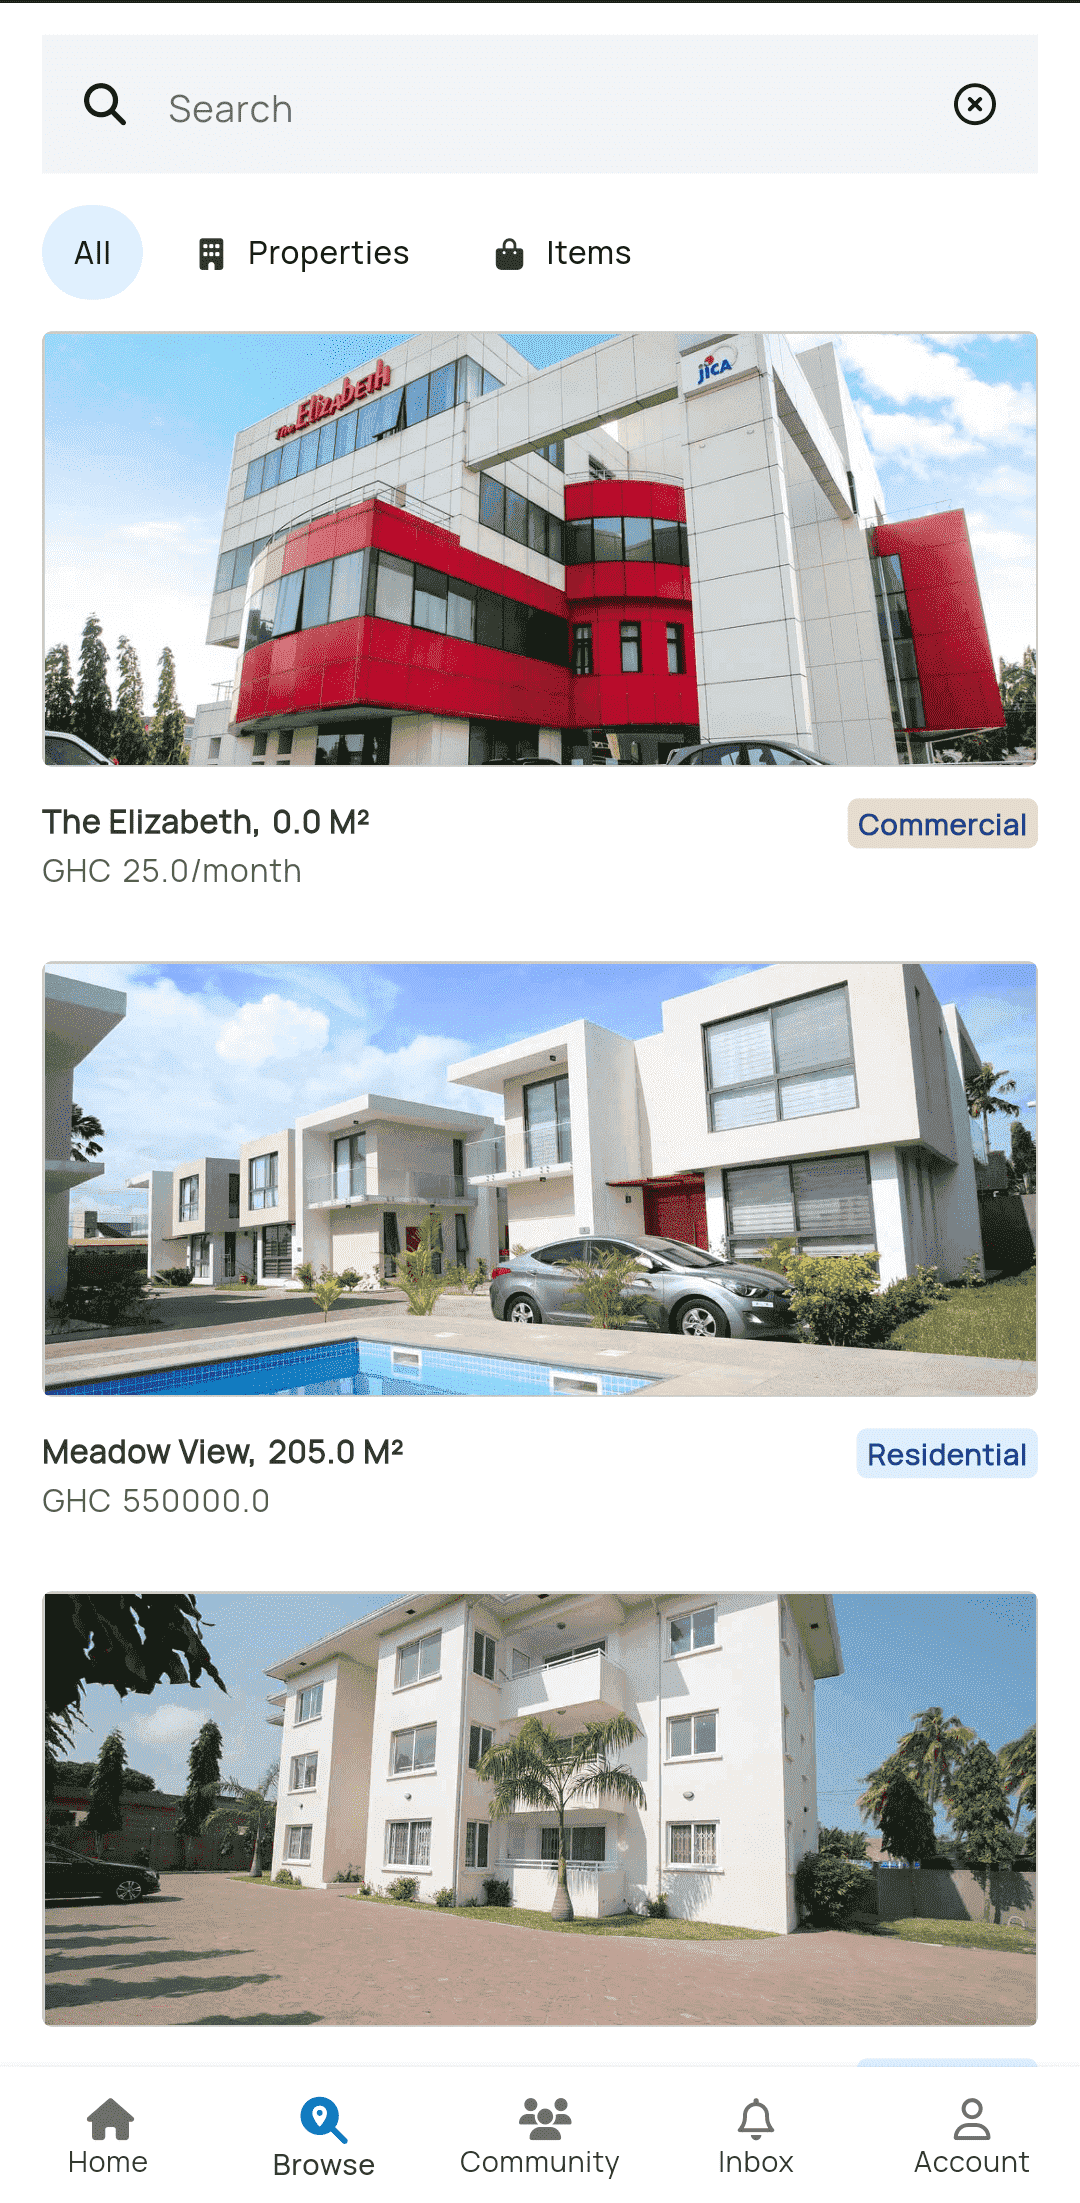 Search
All
Properties
Items
The Elizabeth
jica
The Elizabeth, 0.0 M²
Commercial
GHC 25.0/month
Meadow View, 205.0 M²
Residential
GHC 550000.0
Home
Browse
Community
Inbox
Account